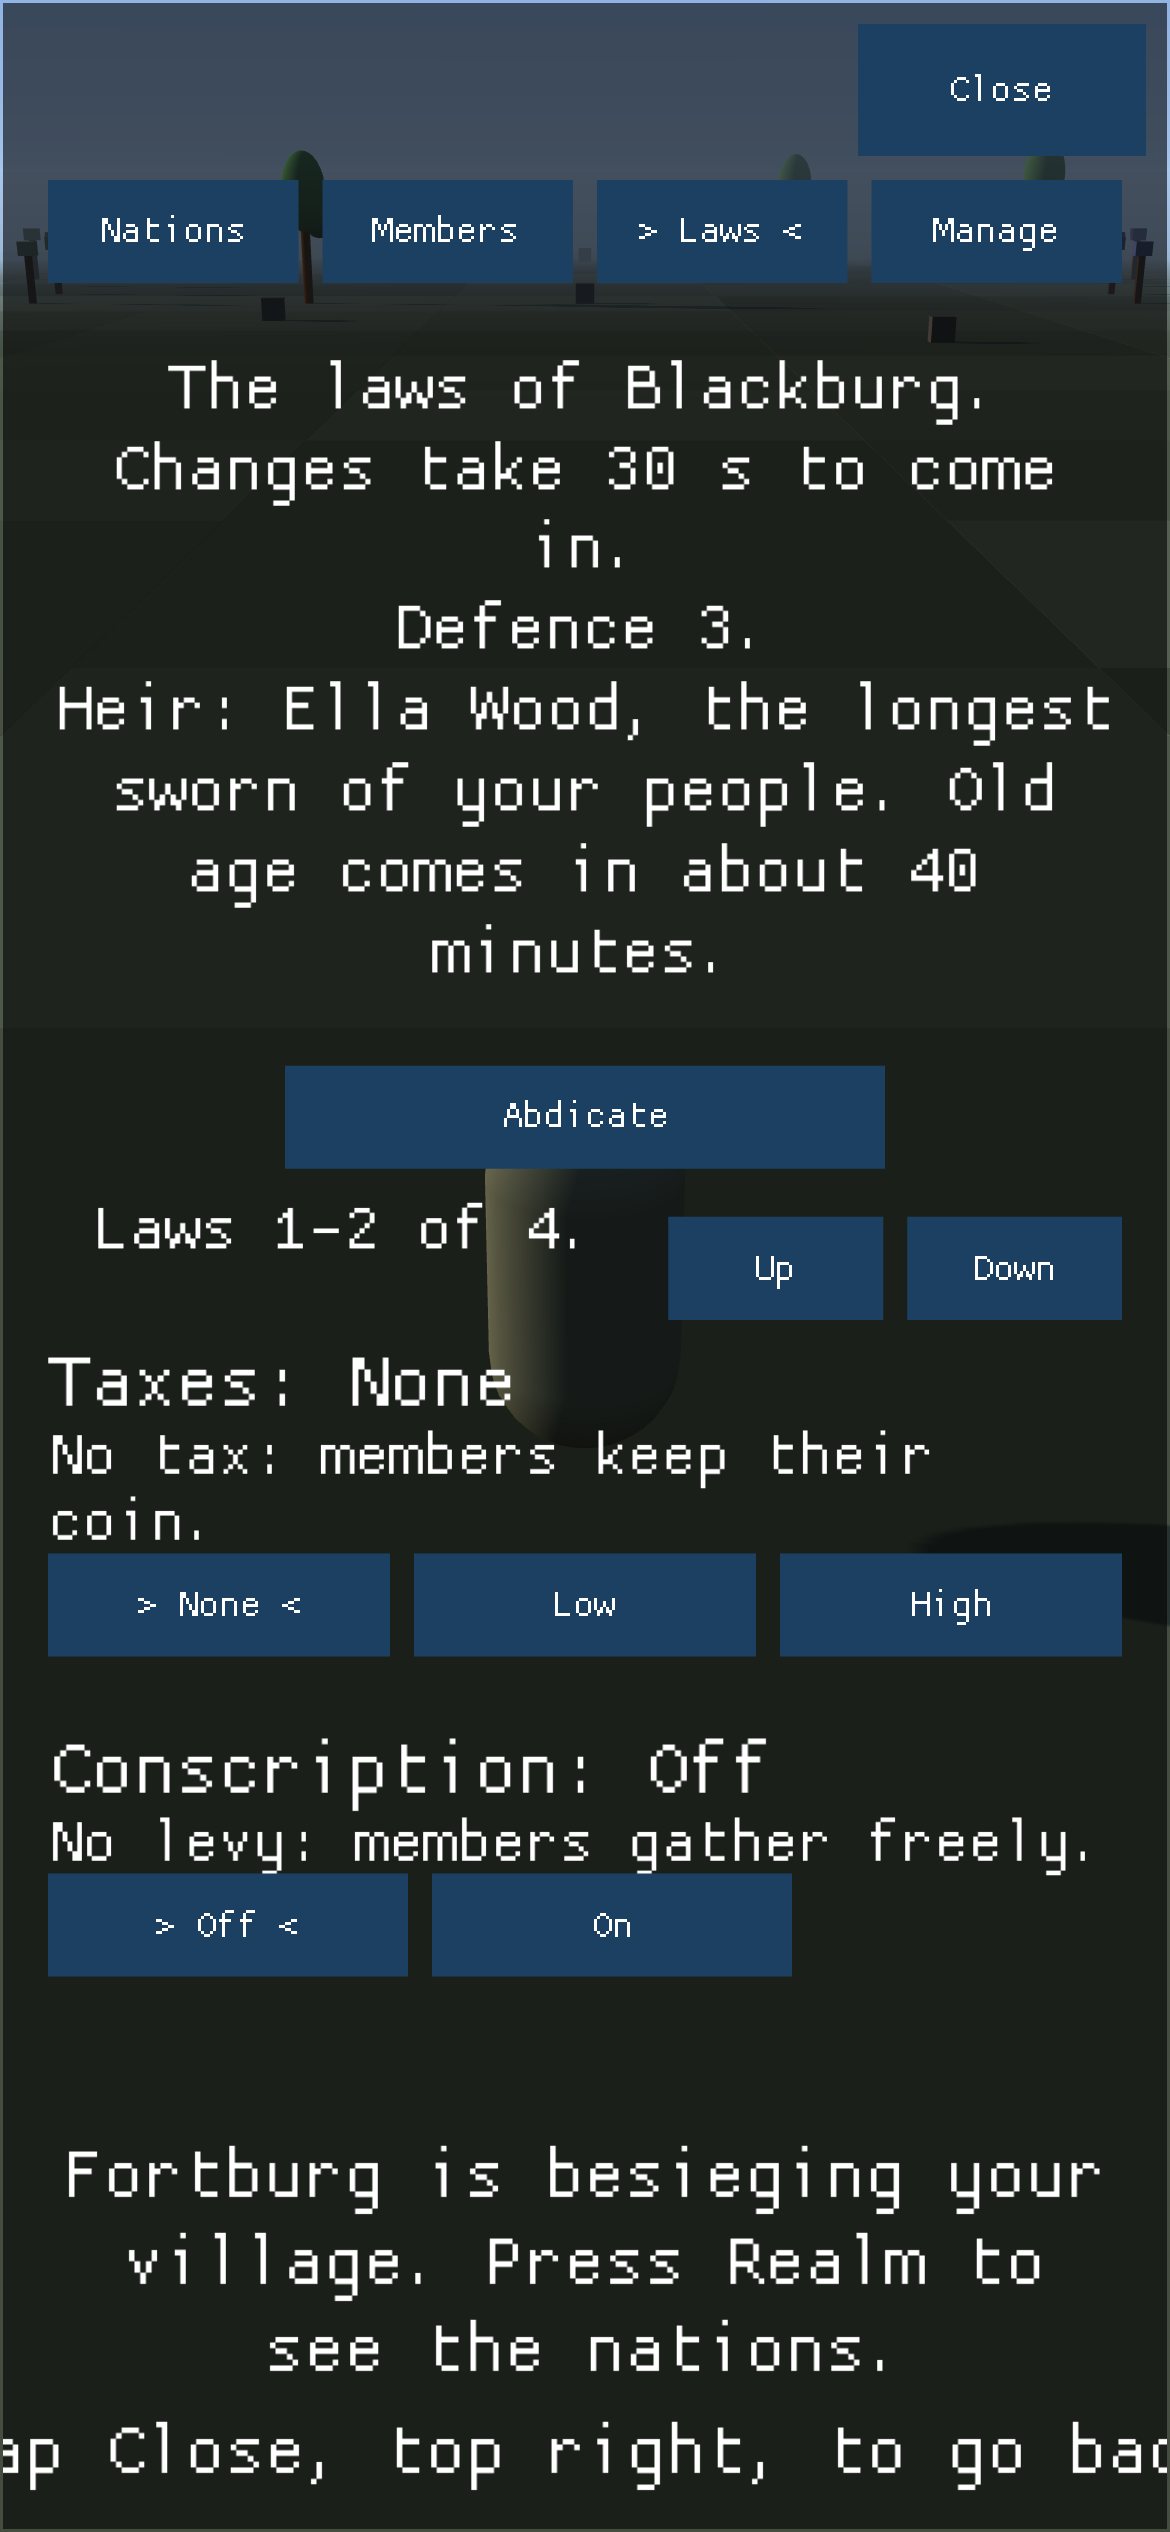 Close
Nations
Members
> Laws <
Manage
The laws of Blackburg.
Changes take 30 s to come
in.
Defence 3.
Heir: Ella Wood, the longest
sworn of your people. Old
age comes in about 40
minutes.
Abdicate
Laws 1-2 of 4.
Up
Down
Taxes: None
No tax: members keep their
coin.
> None <
Low
High
Conscription: Off
No levy: members gather freely.
> Off <
On
Fortburg is besieging your
village. Press Realm to
see the nations.
ap Close, top right, to go bac